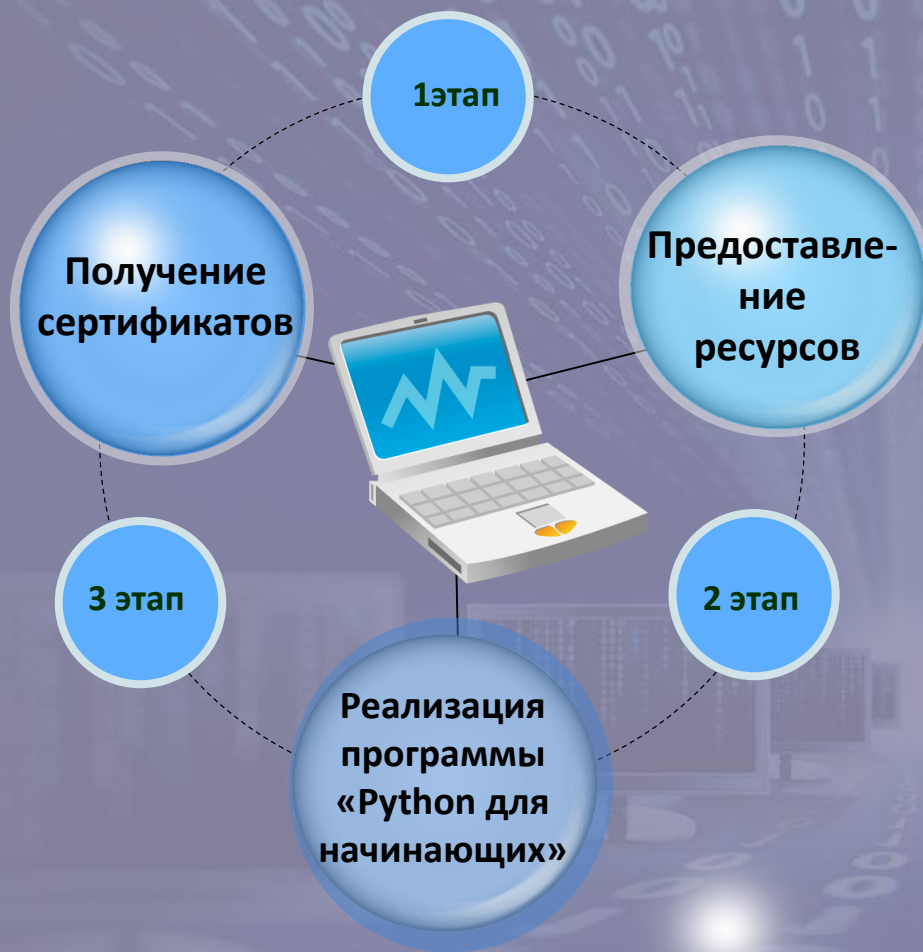 1этап
Получение
сертификатов
Предоставле-
ние
ресурсов
3 этап
2 этап
Реализация
программы
«Python для
начинающих»